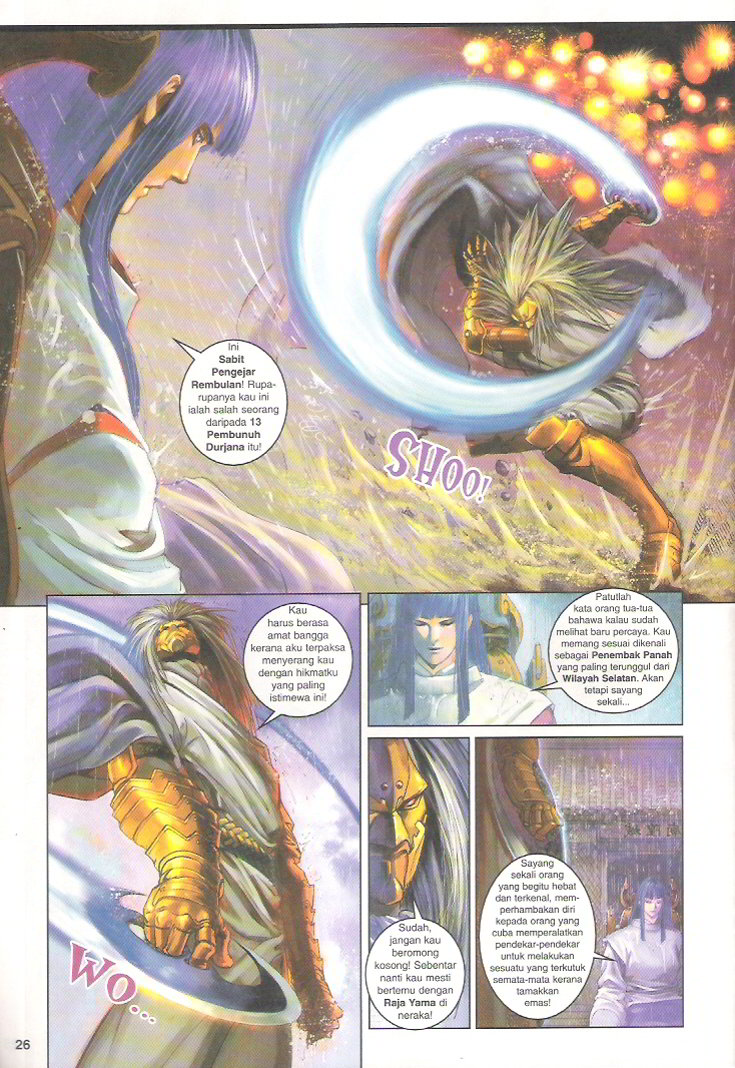 Ini
Sabit
Pengejar
Rembulan! Rupa-
rupanya kau ini
ialah salah seorang
daripada 13
Pembunuh
Durjana itu!
SHOO!
Kau
harus berasa
amat bangga
kerana aku terpaksa
menyerang kau
dengan hikmatku
yang paling
istimewa ini!
WO...
Patutlah
kata orang tua-tua
bahawa kalau sudah
melihat baru percaya. Kau
memang sesuai dikenali
sebagai Penembak Panah
yang paling terunggul dari
Wilayah Selatan. Akan
tetapi sayang
sekali...
Sudah,
jangan kau
beromong
kosong! Sebentar
nanti kau mesti
bertemu dengan
Raja Yama di
neraka!
Sayang
sekali orang
yang begitu hebat
dan terkenal, mem-
perhambakan diri
kepada orang yang
cuba memperalatkan
pendekar-pendekar
untuk melakukan
sesuatu yang terkutuk
semata-mata kerana
tamakkan
emas!
26